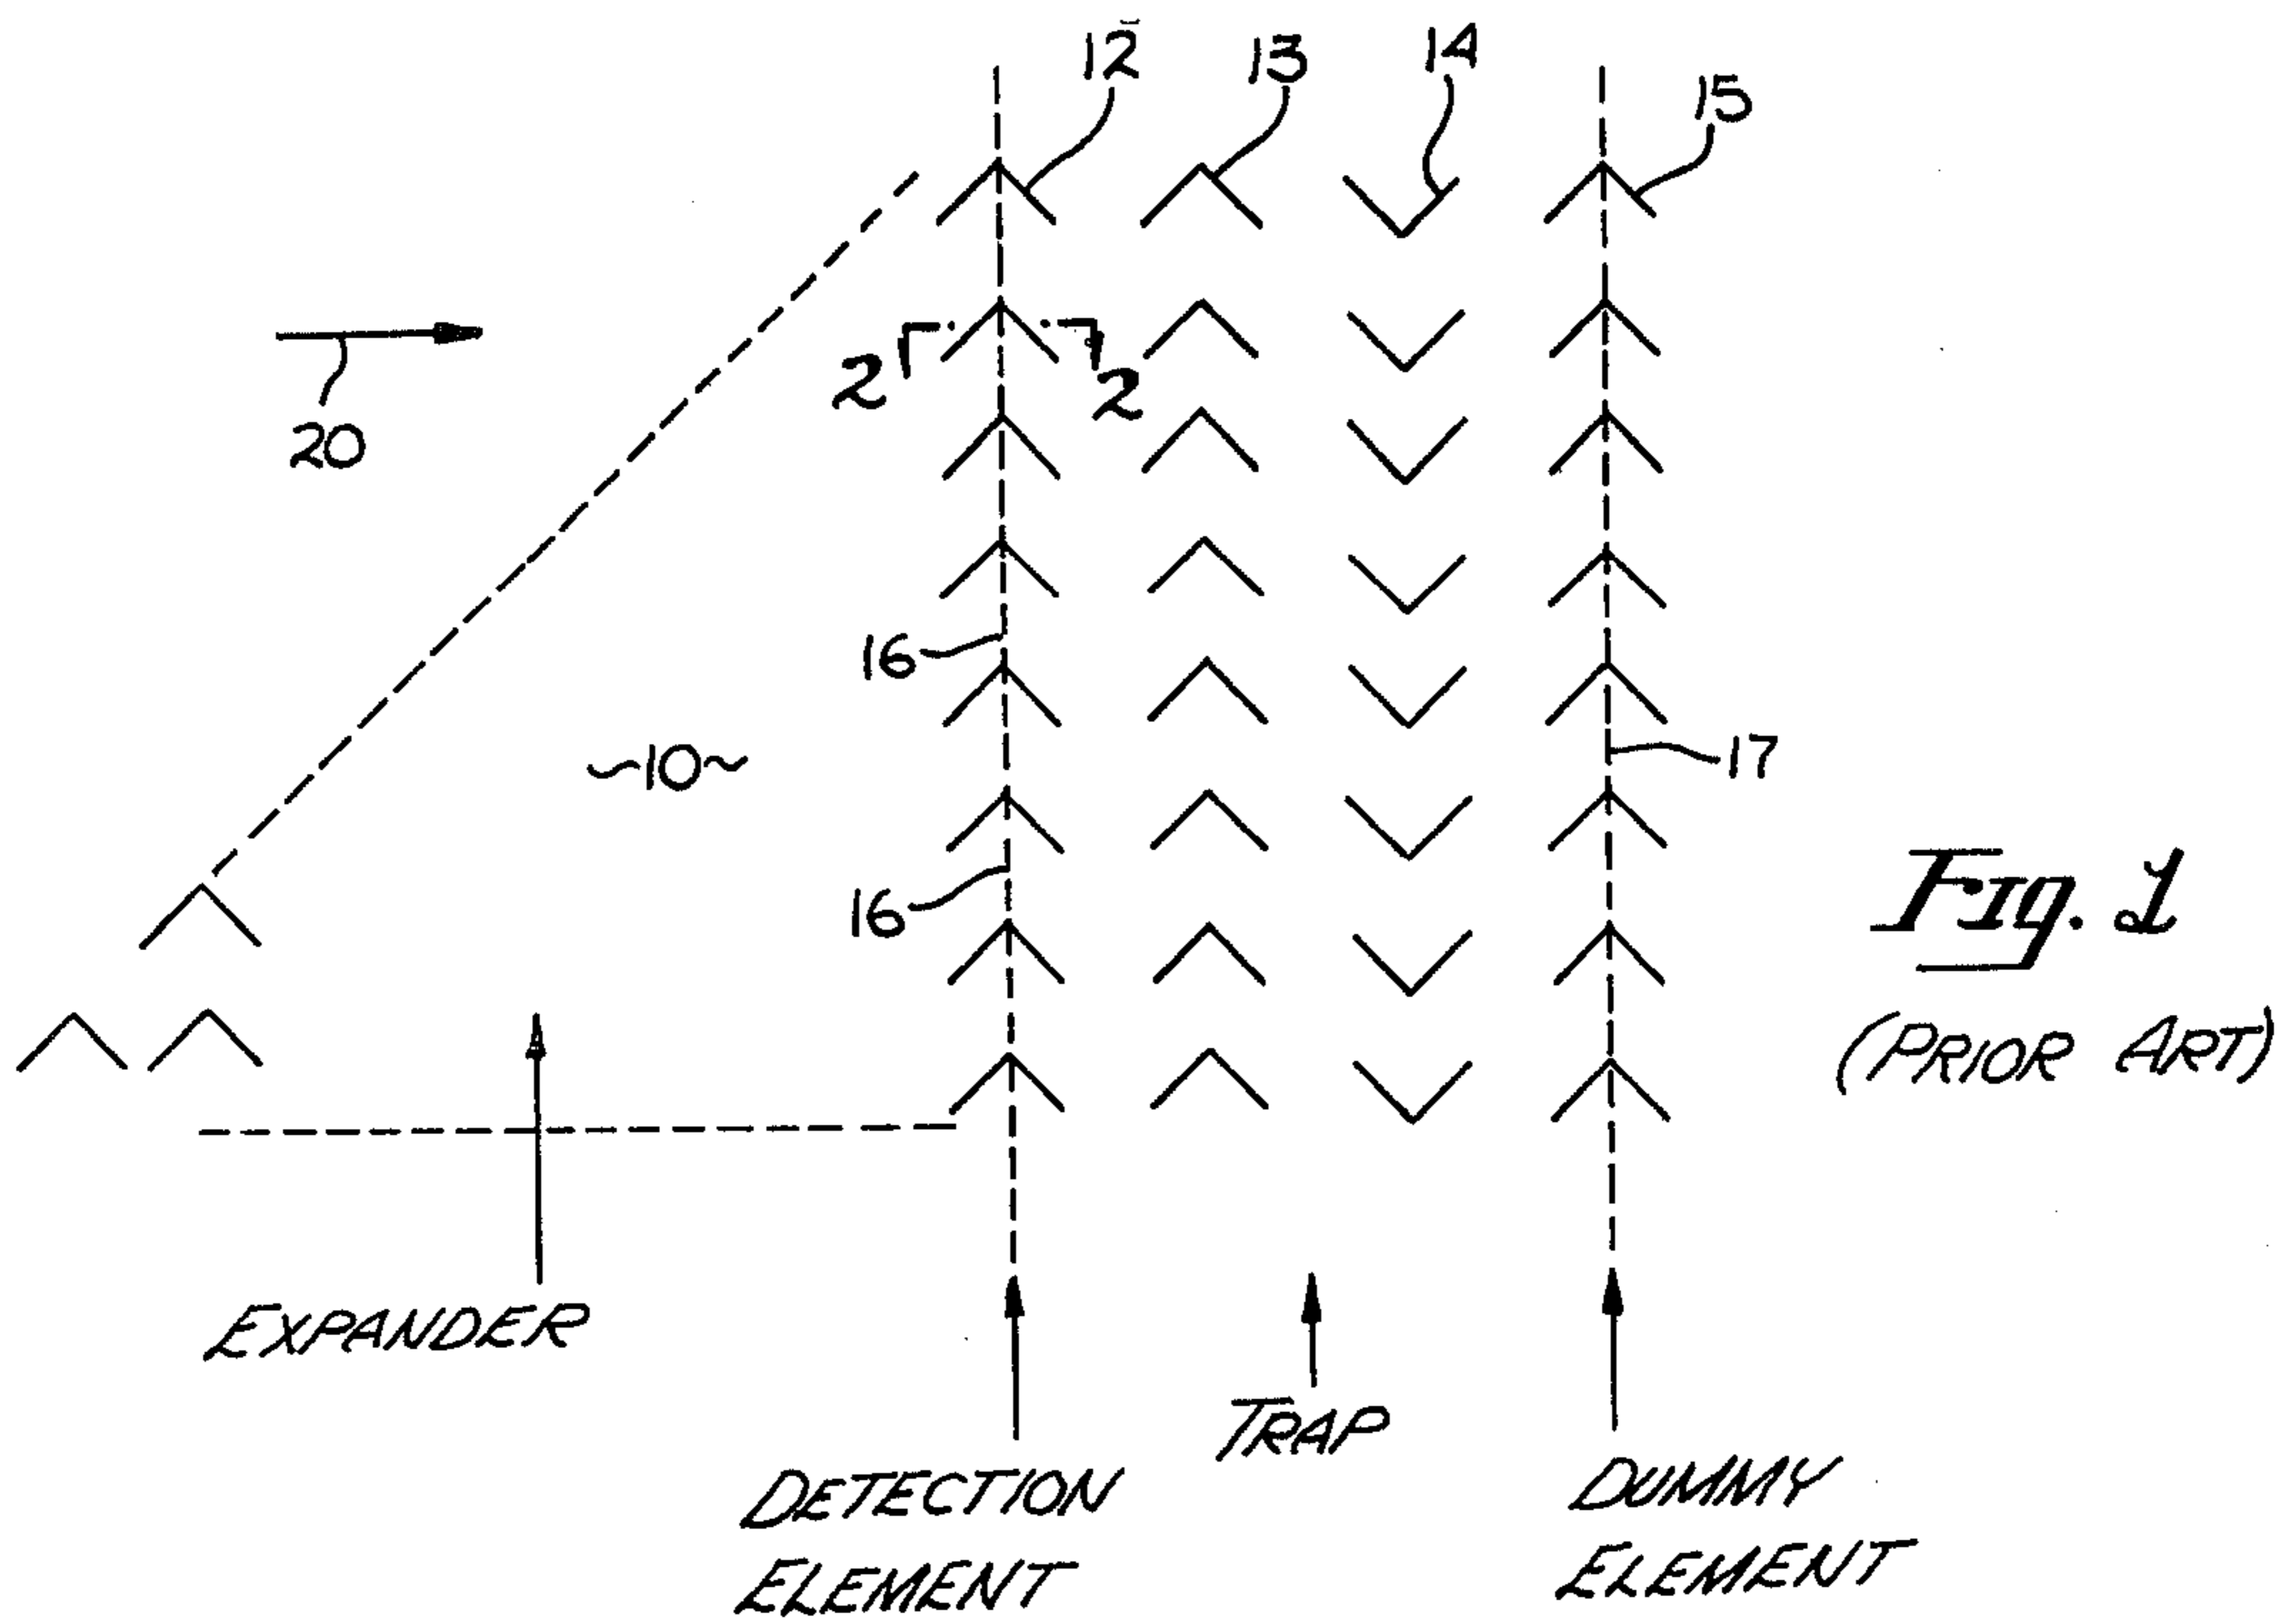 12
13
14
15
20
2
2
16
~10~
17
16
Fig. 1
(PRIOR ART)
EXPANDER
TRAP
DETECTION
ELEMENT
DUMMY
ELEMENT